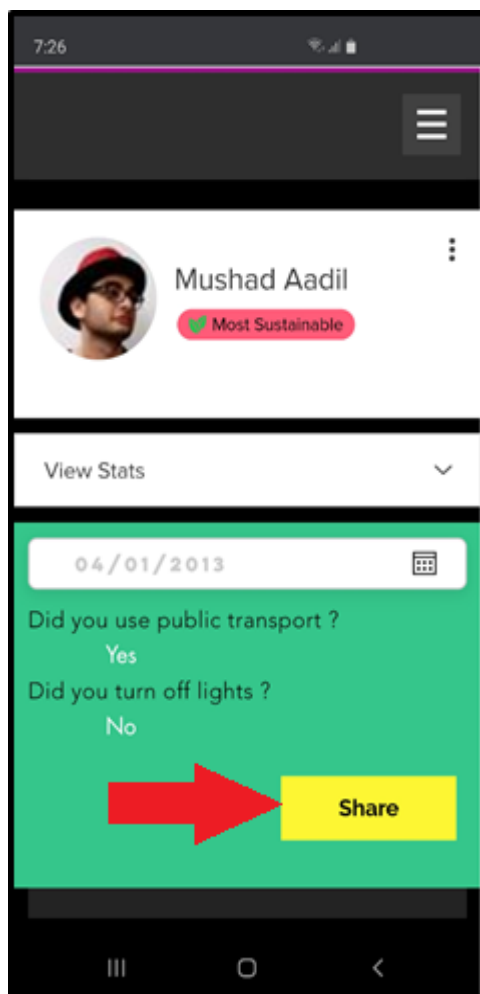 7:26
Mushad Aadil
Most Sustainable
View Stats
04/01/2013
Did you use public transport ?
Yes
Did you turn off lights ?
No
Share